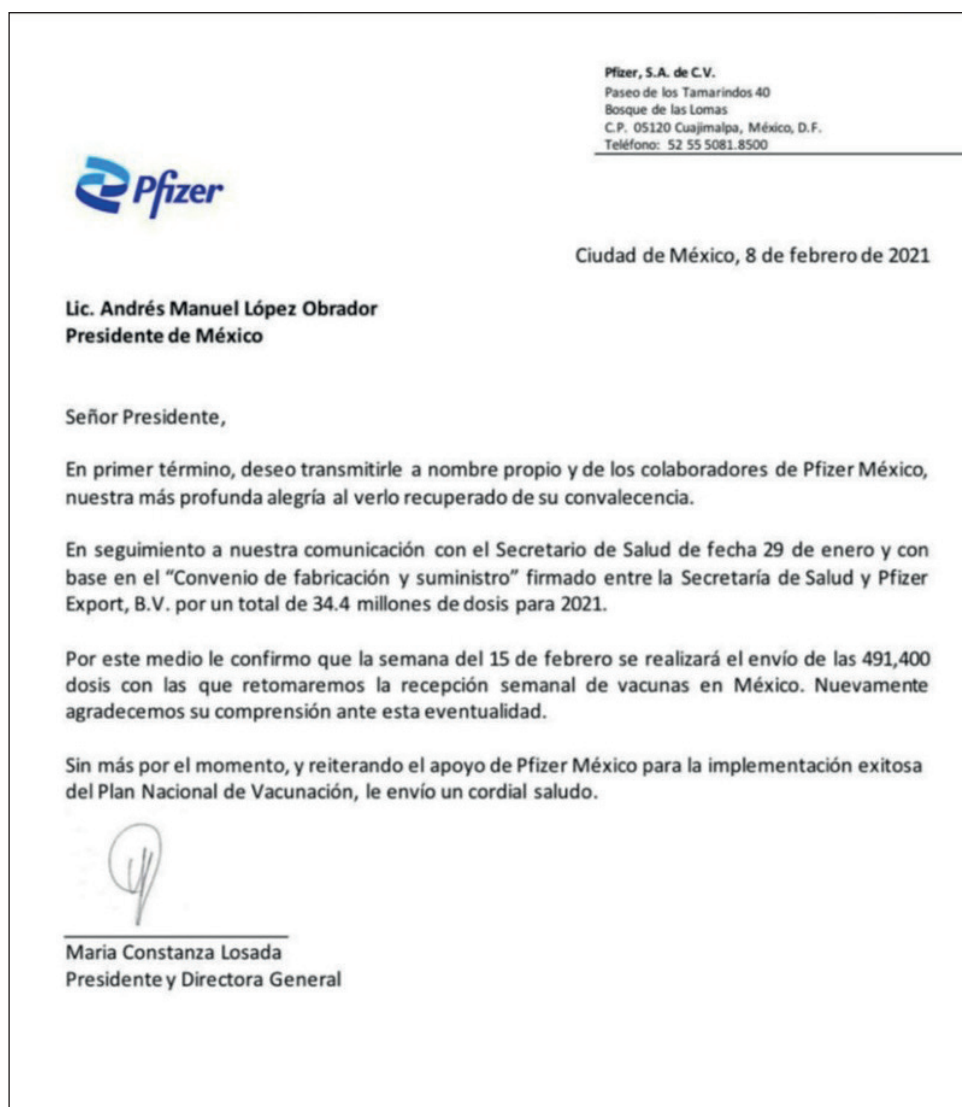 Pfizer, S.A. de C.V.
Paseo de los Tamarindos 40
Bosque de las Lomas
C.P. 05120 Cuajimalpa, México, D.F.
Teléfono: 52 55 5081.8500
Pfizer
Ciudad de México, 8 de febrero de 2021
Lic. Andrés Manuel López Obrador
Presidente de México
Señor Presidente,
En primer término, deseo transmitirle a nombre propio y de los colaboradores de Pfizer México,
nuestra más profunda alegría al verlo recuperado de su convalecencia.
En seguimiento a nuestra comunicación con el Secretario de Salud de fecha 29 de enero y con
base en el “Convenio de fabricación y suministro” firmado entre la Secretaría de Salud y Pfizer
Export, B.V. por un total de 34.4 millones de dosis para 2021.
Por este medio le confirmo que la semana del 15 de febrero se realizará el envío de las 491,400
dosis con las que retomaremos la recepción semanal de vacunas en México. Nuevamente
agradecemos su comprensión ante esta eventualidad.
Sin más por el momento, y reiterando el apoyo de Pfizer México para la implementación exitosa
del Plan Nacional de Vacunación, le envío un cordial saludo.
Maria Constanza Losada
Presidente y Directora General